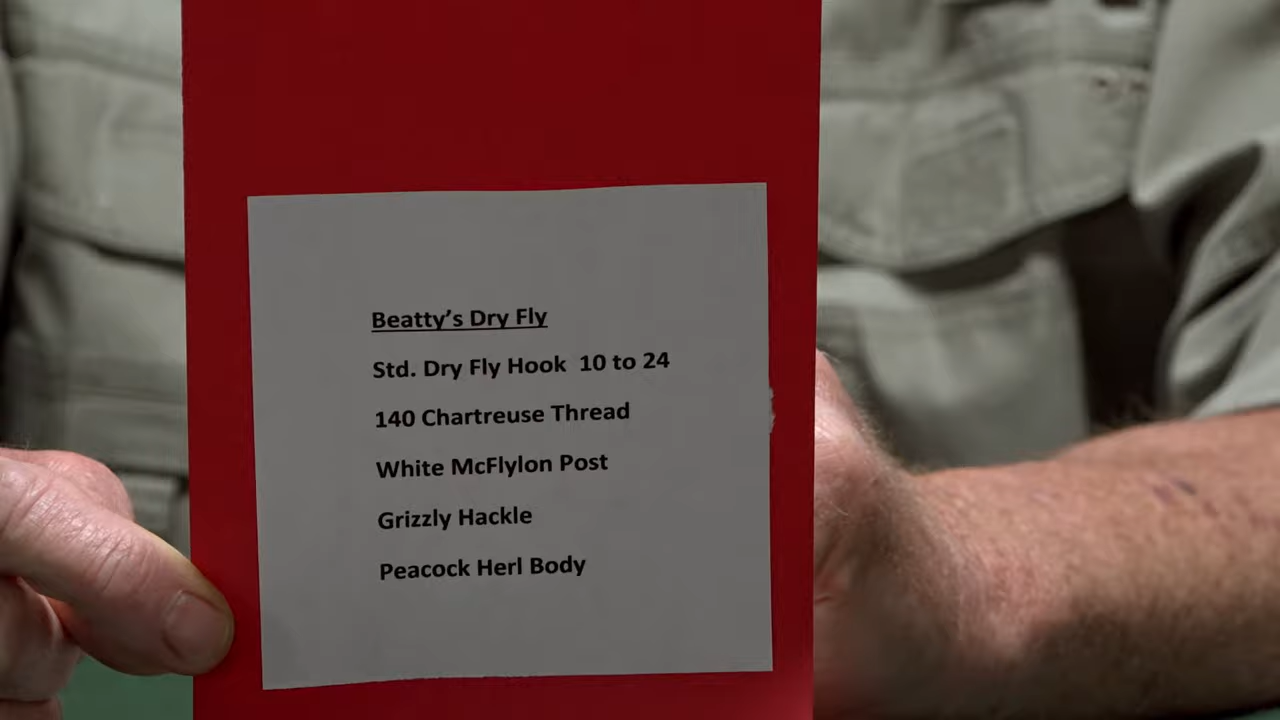 Beatty's Dry Fly
Std. Dry Fly Hook 10 to 24
140 Chartreuse Thread
White McFlylon Post
Grizzly Hackle
Peacock Herl Body